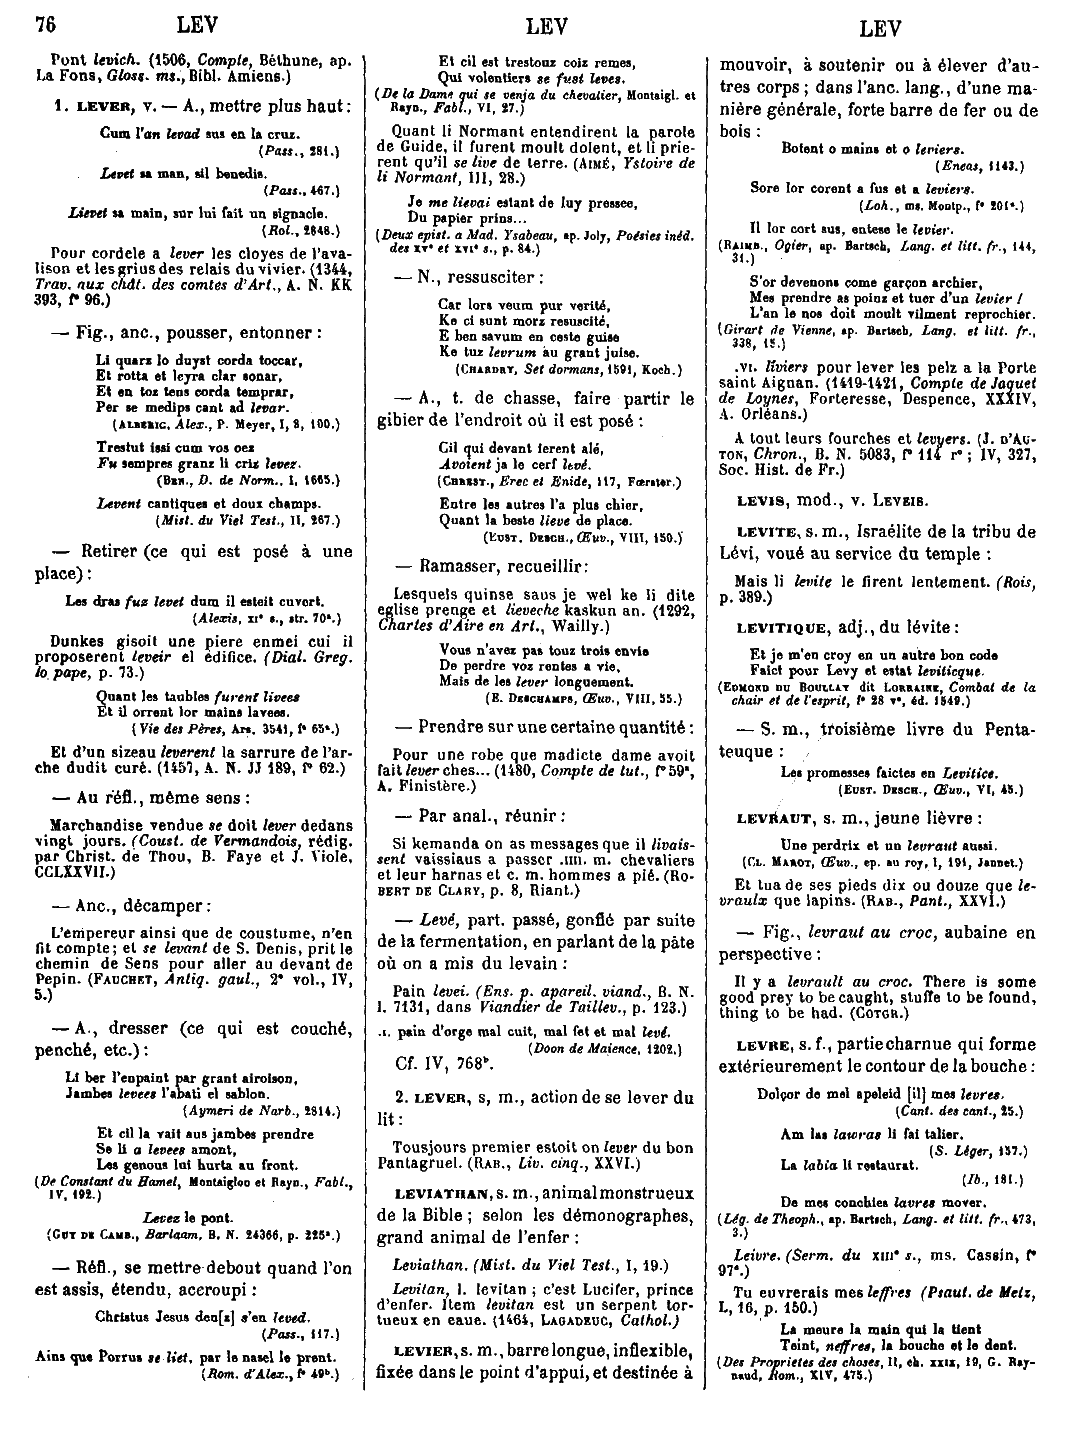 76
LEV
LEV
LEV
Pont levich. (1506, Compte, Béthune, ap.
La Fons, Gloss. ms., Bibl. Amiens.)
1. LEVER, v. — A., mettre plus haut :
Cum l'an levad sus en la cruz.
(Pass., 281.)
Levet sa man, sil benedis.
(Pass., 467.)
Lievet sa main, sur lui fait un signacle.
(Rol., 2848.)
Pour cordele a lever les cloyes de l'ava-
lison et les grius des relais du vivier. (1344,
Trav. aux chât. des comtes d'Art., A. N. KK
393, f° 96.)
— Fig., anc., pousser, entonner :
Li quarz lo duyst corda toccar,
Et rotta et leyra clar sonar,
Et en toz tens corda temprar,
Per se medips cant ad levar.
(ALBERIC, Alex., P. Meyer, I, 8, 100.)
Trestut issi cum vos oez
Fu sempres granz li criz levez.
(BEN., D. de Norm., I, 1665.)
Levent cantiques et doux champs.
(Mist. du Viel Test., II, 267.)
— Retirer (ce qui est posé à une
place) :
Les dras fuz levet dum il esteit cuvert.
(Alexis, XI° s., str. 70ᵃ.)
Dunkes gisoit une piere enmei cui il
proposerent leveir el édifice. (Dial. Greg.
lo pape, p. 73.)
Quant les taubles furent livees
Et il orrent lor mains lavees.
(Vie des Pères, Ars. 3541, f° 65ᵃ.)
Et d'un sizeau leverent la sarrure de l'ar-
che dudit curé. (1457, A. N. JJ 189, f° 62.)
— Au réfl., même sens :
Marchandise vendue se doit lever dedans
vingt jours. (Coust. de Vermandois, rédig.
par Christ. de Thou, B. Faye et J. Viole,
CCLXXVII.)
— Anc., décamper :
L'empereur ainsi que de coustume, n'en
fit compte; et se levant de S. Denis, prit le
chemin de Sens pour aller au devant de
Pepin. (FAUCHET, Antiq. gaul., 2° vol., IV,
5.)
— A., dresser (ce qui est couché,
penché, etc.) :
Li ber l'enpaint par grant aïroison,
Jambes levees l'abati el sablon.
(Aymeri de Narb., 2814.)
Et cil la vait aus jambes prendre
Se li a levees amont,
Les genous lui hurta au front.
(De Constant du Hamel, Montaiglon et Rayn., Fabl.,
IV, 192.)
Levez le pont.
(GUY DE CAMB., Barlaam, B. N. 24366, p. 225ᵃ.)
— Réfl., se mettre debout quand l'on
est assis, étendu, accroupi :
Christus Jesus den[z] s'en leved.
(Pass., 117.)
Ains que Porrus se liet, par le nasel le prent.
(Rom. d'Alex., f° 49ᵇ.)
Et cil est trestouz coiz remes,
Qui volentiers se fust leves.
(De la Dame qui se venja du chevalier, Montaigl. et
Rayn., Fabl., VI, 27.)
Quant li Normant entendirent la parole
de Guide, il furent moult dolent, et li prie-
rent qu'il se live de terre. (AIMÉ, Ystoire de
li Normant, III, 28.)
Je me lievai estant de luy pressee,
Du papier prins...
(Deux epist. a Mad. Ysabeau, ap. Joly, Poésies inéd.
des XV° et XVI° s., p. 84.)
— N., ressusciter :
Car lors veum pur verité,
Ke ci sunt morz resuscité,
E ben savum en ceste guise
Ke tuz levrum au grant juise.
(CHARDRY, Set dormans, 1591, Koch.)
— A., t. de chasse, faire partir le
gibier de l'endroit où il est posé :
Cil qui devant ierent alé,
Avoient ja le cerf levé.
(CHREST., Erec et Enide, 117, Fœrster.)
Entre les autres l'a plus chier,
Quant la beste lieve de place.
(EUST. DESCH., Œuv., VIII, 150.)
— Ramasser, recueillir :
Lesquels quinse saus je wel ke li dite
eglise prenge et lieveche kaskun an. (1292,
Chartes d'Aire en Art., Wailly.)
Vous n'avez pas touz trois envie
De perdre voz rentes a vie,
Mais de les lever longuement.
(E. DESCHAMPS, Œuv., VIII, 55.)
— Prendre sur une certaine quantité :
Pour une robe que madicte dame avoit
fait lever ches... (1480, Compte de tut., f° 59ᵃ,
A. Finistère.)
— Par anal., réunir :
Si kemanda on as messages que il livais-
sent vaissiaus a passer .IIII. m. chevaliers
et leur harnas et c. m. hommes a pié. (Ro-
BERT DE CLARY, p. 8, Riant.)
— Levé, part. passé, gonflé par suite
de la fermentation, en parlant de la pâte
où on a mis du levain :
Pain levei. (Ens. p. apareil. viand., B. N.
l. 7131, dans Viandier de Taillev., p. 123.)
.I. pain d'orge mal cuit, mal fet et mal levé.
(Doon de Maience, 1202.)
Cf. IV, 768ᵇ.
2. LEVER, s, m., action de se lever du
lit :
Tousjours premier estoit on lever du bon
Pantagruel. (RAB., Liv. cinq., XXVI.)
LEVIATHAN, s. m., animal monstrueux
de la Bible ; selon les démonographes,
grand animal de l'enfer :
Leviathan. (Mist. du Viel Test., I, 19.)
Levitan, l. levitan ; c'est Lucifer, prince
d'enfer. Item levitan est un serpent tor-
tueux en eaue. (1464, LAGADEUC, Cathol.)
LEVIER, s. m., barre longue, inflexible,
fixée dans le point d'appui, et destinée à
mouvoir, à soutenir ou à élever d'au-
tres corps ; dans l'anc. lang., d'une ma-
nière générale, forte barre de fer ou de
bois :
Botent o mains et o leviers.
(Eneas, 1143.)
Sore lor corent a fus et a leviers.
(Loh., ms. Montp., f° 201ᵃ.)
Il lor cort sus, entese le levier.
(RAIMB., Ogier, ap. Bartsch, Lang. et litt. fr., 144,
31.)
S'or devenons come garçon archier,
Mes prendre as poinz et tuer d'un levier !
L'an le nos doit moult vilment reprochier.
(Girart de Vienne, ap. Bartsch, Lang. et litt. fr.,
338, 15.)
.VI. liviers pour lever les pelz a la Porte
saint Aignan. (1419-1421, Compte de Jaquet
de Loynes, Forteresse, Despence, XXXIV,
A. Orléans.)
A tout leurs fourches et levyers. (J. D'AU-
TON, Chron., B. N. 5083, f° 114 r° ; IV, 327,
Soc. Hist. de Fr.)
LEVIS, mod., v. LEVEIS.
LEVITE, s. m., Israélite de la tribu de
Lévi, voué au service du temple :
Mais li levite le firent lentement. (Rois,
p. 389.)
LEVITIQUE, adj., du lévite :
Et je m'en croy en un autre bon code
Faict pour Levy et estat leviticque.
(EDMOND DU BOULLAY dit LORRAINE, Combat de la
chair et de l'esprit, f° 28 v°, éd. 1549.)
— S. m., troisième livre du Penta-
teuque :
Les promesses faictes en Levitice.
(EUST. DESCH., Œuv., VI, 45.)
LEVRAUT, s. m., jeune lièvre :
Une perdrix et un levraut aussi.
(CL. MAROT, Œuv., ep. au roy, I, 191, Jannet.)
Et tua de ses pieds dix ou douze que le-
vraulx que lapins. (RAB., Pant., XXVI.)
— Fig., levraut au croc, aubaine en
perspective :
Il y a levrault au croc. There is some
good prey to be caught, stuffe to be found,
thing to be had. (COTGR.)
LEVRE, s. f., partie charnue qui forme
extérieurement le contour de la bouche :
Dolçor de mel apeleid [il] mes levres.
(Cant. des cant., 25.)
Am las lawras li fai talier.
(S. Léger, 157.)
La labia li restaurat.
(Ib., 181.)
De mes conchies lavres mover.
(Lég. de Theoph., ap. Bartsch, Lang. et litt. fr., 473,
3.)
Leivre. (Serm. du XIII° s., ms. Cassin, f°
97ᵃ.)
Tu euvrerais mes leffres (Psaut. de Metz,
L, 16, p. 150.)
La meure la main qui la tient
Teint, neffres, la bouche et le dent.
(Des Proprietes des choses, II, ch. XXIX, 19, G. Ray-
naud, Rom., XIV, 475.)